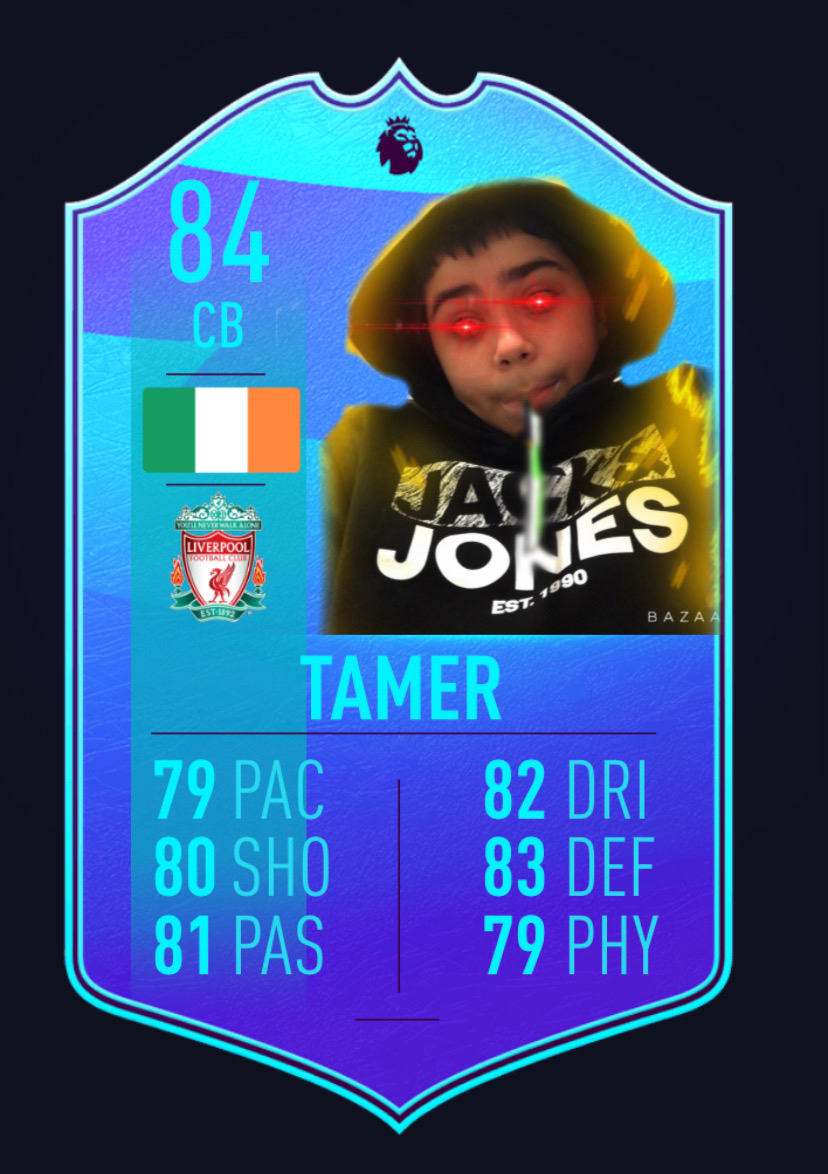 84
CB
YOU'LL NEVER WALK ALONE
LIVERPOOL
FOOTBALL CLUB
EST·1892
JACK &
JONES
EST. 1990
BAZAA
TAMER
79 PAC
80 SHO
81 PAS
82 DRI
83 DEF
79 PHY